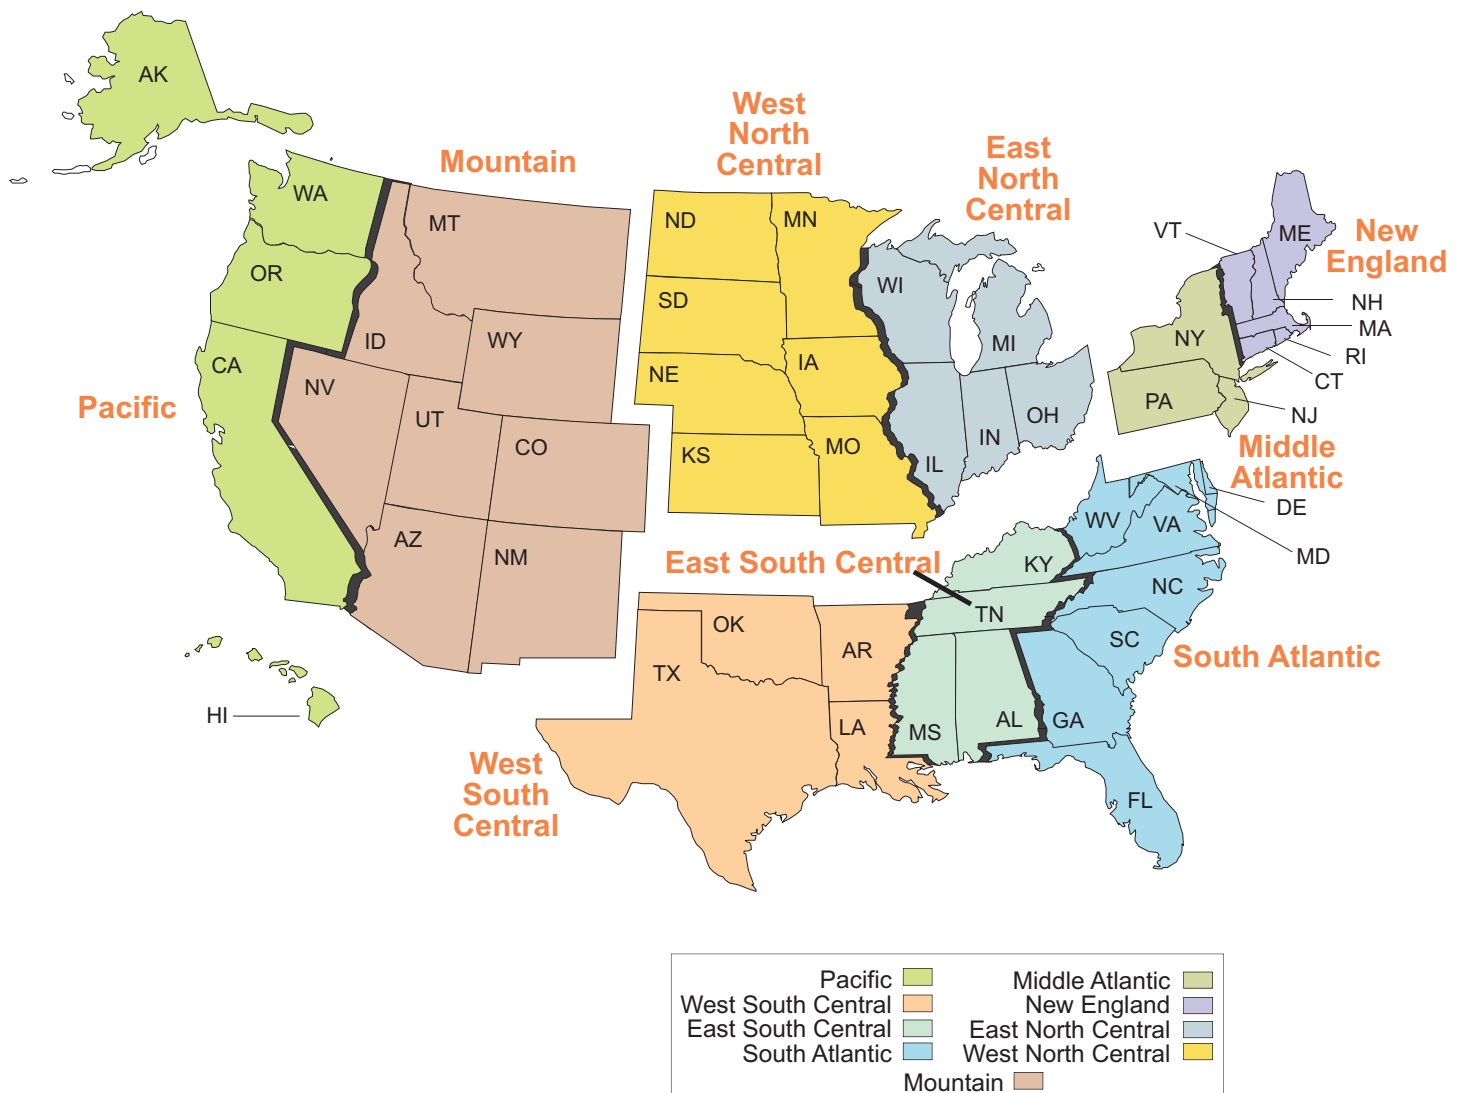 AK
West
North
Central
East
North
Central
Mountain
WA
MT
ND
MN
VT
ME
New
England
OR
WI
SD
NH
MA
ID
WY
NY
MI
RI
CA
NV
NE
IA
CT
Pacific
UT
PA
NJ
OH
CO
KS
MO
IN
IL
Middle
Atlantic
DE
WV
VA
AZ
NM
MD
East South Central
KY
NC
TN
OK
AR
SC
South Atlantic
TX
HI
LA
MS
AL
GA
West
South
Central
FL
Pacific
West South Central
East South Central
South Atlantic
Middle Atlantic
New England
East North Central
West North Central
Mountain